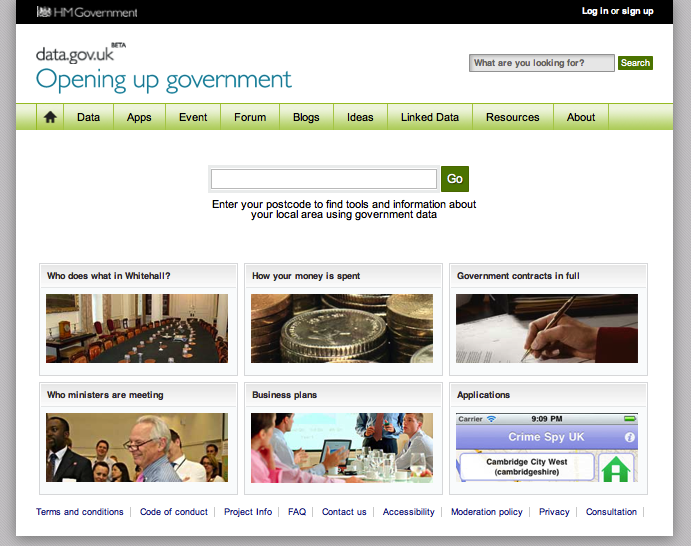 HM Government
Log in or sign up
data.gov.uk BETA
Opening up government
What are you looking for? Search
Data Apps Event Forum Blogs Ideas Linked Data Resources About
Go
Enter your postcode to find tools and information about
your local area using government data
Who does what in Whitehall? How your money is spent Government contracts in full
Who ministers are meeting Business plans Applications
Carrier 9:09 PM
Crime Spy UK
Cambridge City West
(cambridgeshire)
Terms and conditions | Code of conduct | Project Info | FAQ | Contact us | Accessibility | Moderation policy | Privacy | Consultation |